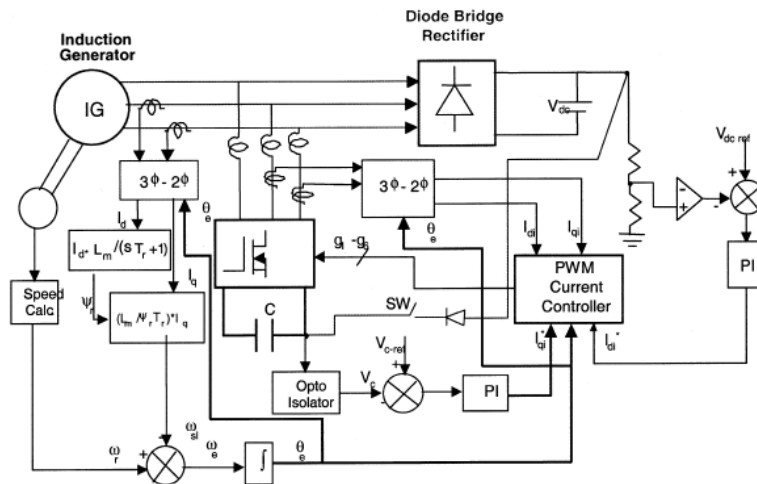 Diode Bridge
Rectifier
Induction
Generator
IG
V_dc
V_dc ref
+
3ϕ - 2ϕ
3ϕ - 2ϕ
- +
-
I_d
θ_e
I_d* L_m /(S T_r +1)
g_1 - g_6
θ_e
I_di
I_qi
PI
I_q
Ψ_r
Speed
Calc.
(L_m /Ψ_r T_r)* I_q
C
SW
PWM
Current
Controller
V_c-ref
+
I_qi*
I_di*
Opto
Isolator
V_c
-
PI
-
ω_sl
ω_r
+
ω_e
∫
θ_e